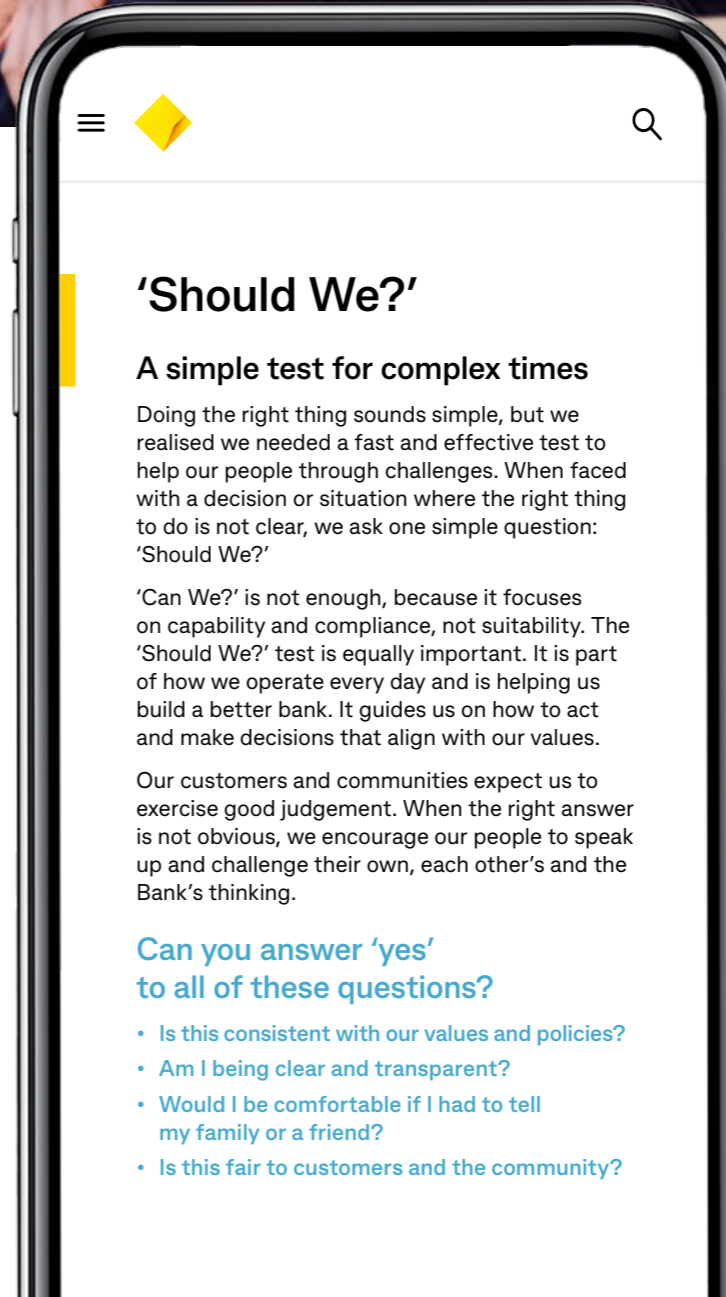 ‘Should We?’
A simple test for complex times
Doing the right thing sounds simple, but we
realised we needed a fast and effective test to
help our people through challenges. When faced
with a decision or situation where the right thing
to do is not clear, we ask one simple question:
‘Should We?’
‘Can We?’ is not enough, because it focuses
on capability and compliance, not suitability. The
‘Should We?’ test is equally important. It is part
of how we operate every day and is helping us
build a better bank. It guides us on how to act
and make decisions that align with our values.
Our customers and communities expect us to
exercise good judgement. When the right answer
is not obvious, we encourage our people to speak
up and challenge their own, each other’s and the
Bank’s thinking.
Can you answer ‘yes’
to all of these questions?
• Is this consistent with our values and policies?
• Am I being clear and transparent?
• Would I be comfortable if I had to tell
my family or a friend?
• Is this fair to customers and the community?